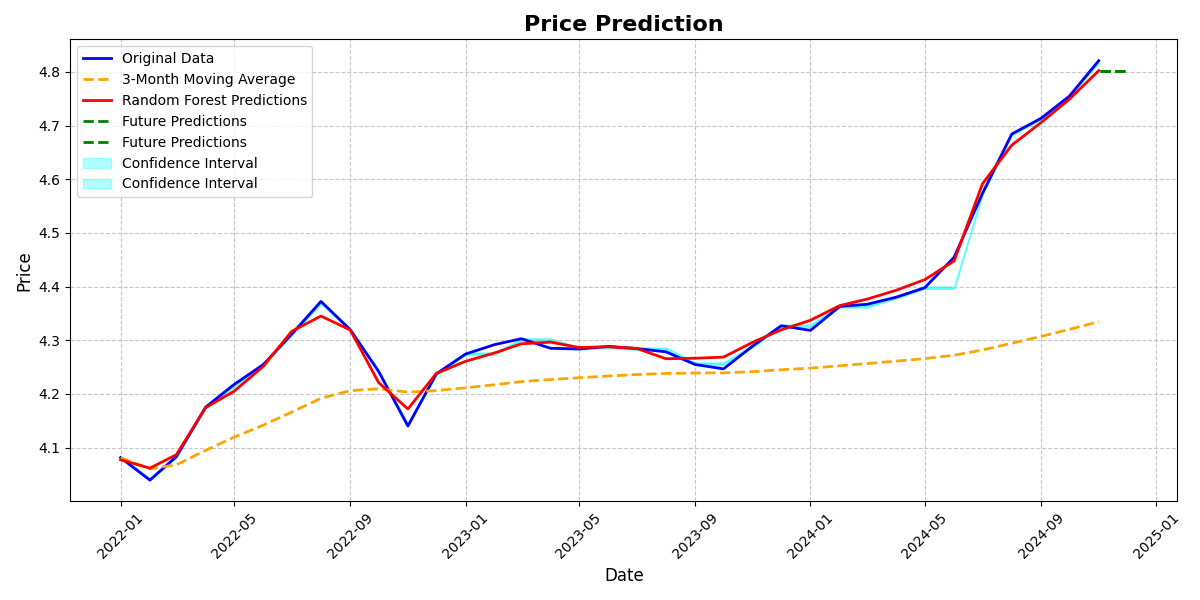 Price Prediction
Original Data
3-Month Moving Average
Random Forest Predictions
Future Predictions
Future Predictions
Confidence Interval
Confidence Interval
4.8
4.7
4.6
4.5
4.4
4.3
4.2
4.1
Price
2022-01
2022-05
2022-09
2023-01
2023-05
2023-09
2024-01
2024-05
2024-09
2025-01
Date